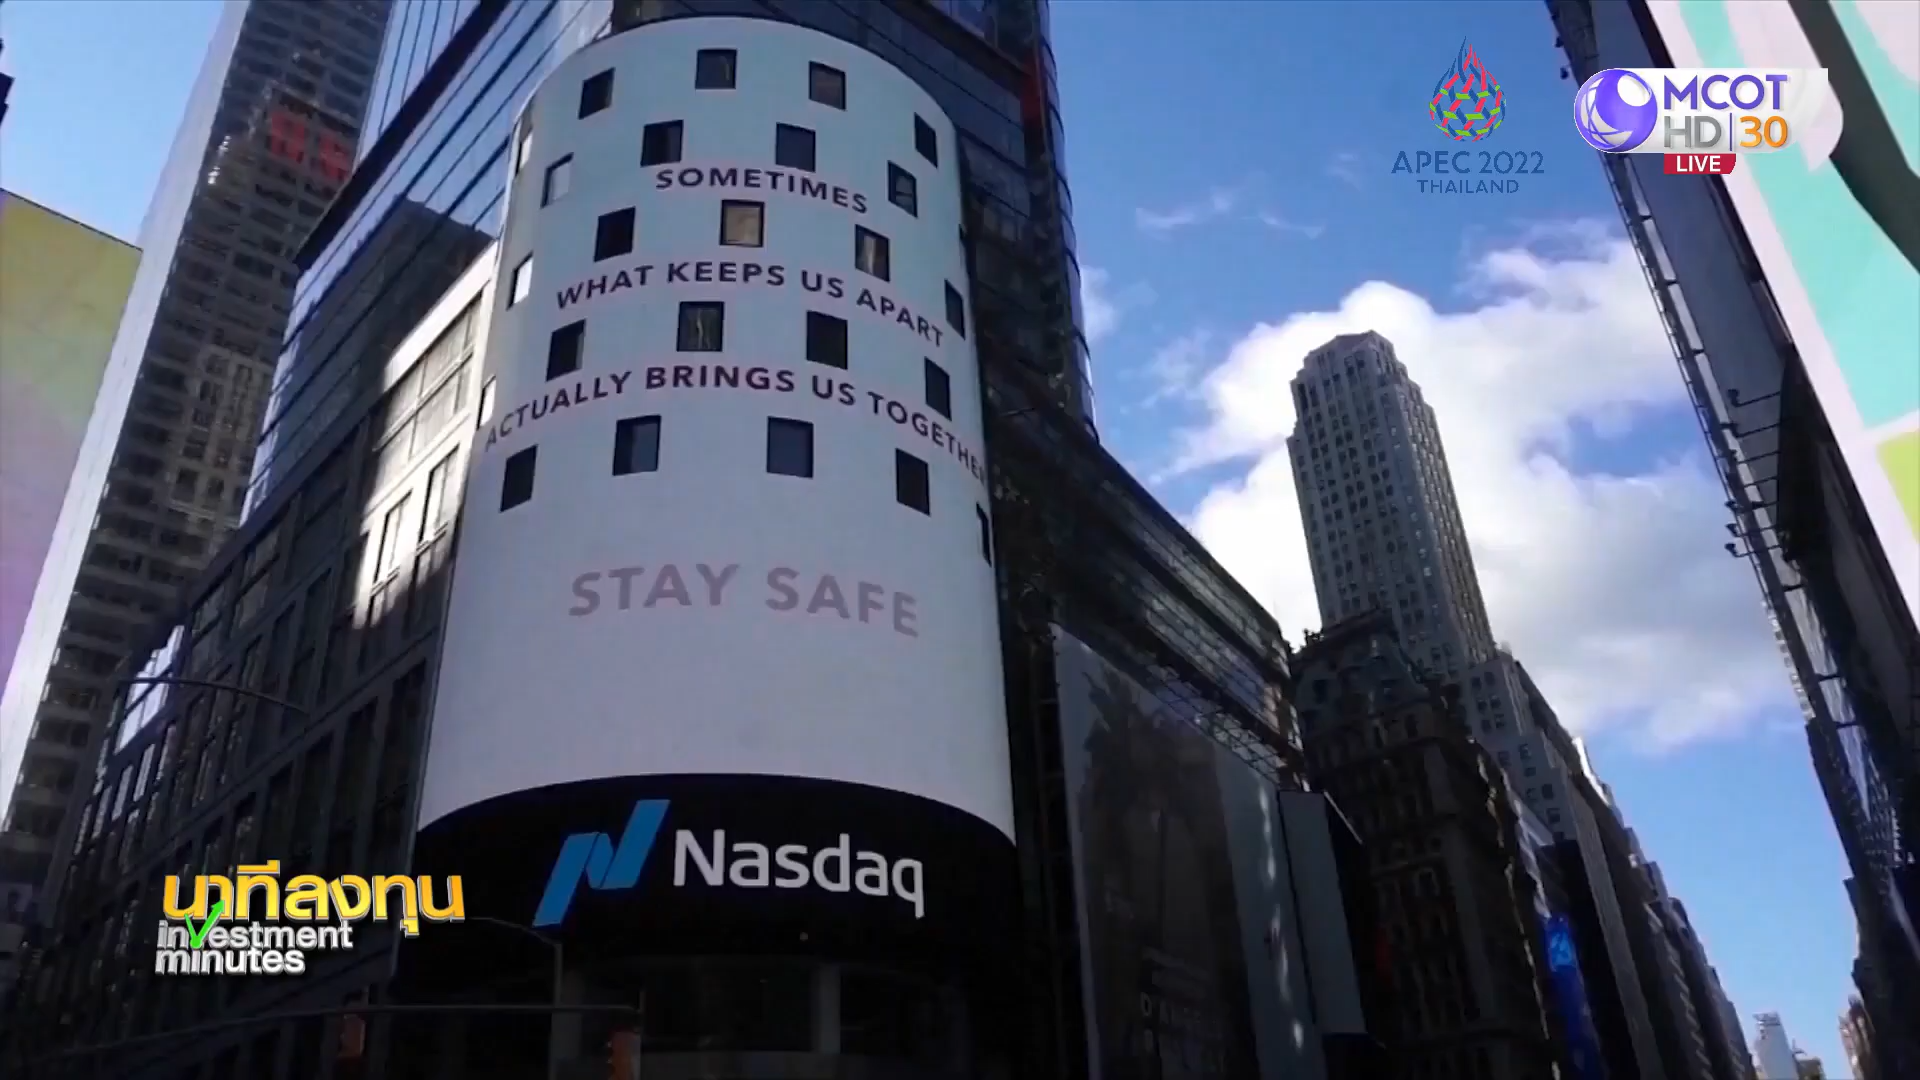 SOMETIMES
WHAT KEEPS US APART
ACTUALLY BRINGS US TOGETHER
STAY SAFE
Nasdaq
APEC 2022
THAILAND
MCOT
HD 30
LIVE
นาทีลงทุน
investment
minutes